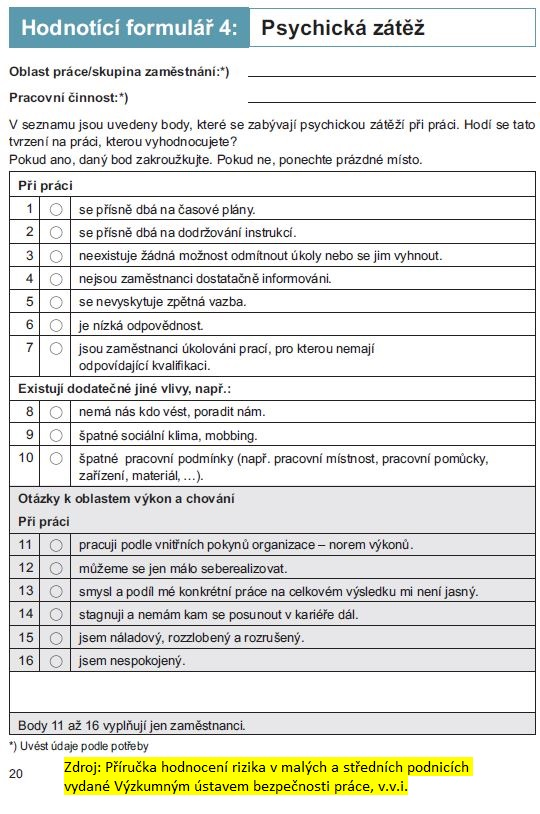 Hodnotící formulář 4: Psychická zátěž
Oblast práce/skupina zaměstnání:*)
Pracovní činnost:*)
V seznamu jsou uvedeny body, které se zabývají psychickou zátěží při práci. Hodí se tato
tvrzení na práci, kterou vyhodnocujete?
Pokud ano, daný bod zakroužkujte. Pokud ne, ponechte prázdné místo.
Při práci
1 se přísně dbá na časové plány.
2 se přísně dbá na dodržování instrukcí.
3 neexistuje žádná možnost odmítnout úkoly nebo se jim vyhnout.
4 nejsou zaměstnanci dostatečně informováni.
5 se nevyskytuje zpětná vazba.
6 je nízká odpovědnost.
7 jsou zaměstnanci úkolováni prací, pro kterou nemají
odpovídající kvalifikaci.
Existují dodatečné jiné vlivy, např.:
8 nemá nás kdo vést, poradit nám.
9 špatné sociální klima, mobbing.
10 špatné pracovní podmínky (např. pracovní místnost, pracovní pomůcky,
zařízení, materiál, …).
Otázky k oblastem výkon a chování
Při práci
11 pracuji podle vnitřních pokynů organizace – norem výkonů.
12 můžeme se jen málo seberealizovat.
13 smysl a podíl mé konkrétní práce na celkovém výsledku mi není jasný.
14 stagnuji a nemám kam se posunout v kariéře dál.
15 jsem náladový, rozzlobený a rozrušený.
16 jsem nespokojený.
Body 11 až 16 vyplňují jen zaměstnanci.
*) Uvést údaje podle potřeby
20
Zdroj: Příručka hodnocení rizika v malých a středních podnicích
vydané Výzkumným ústavem bezpečnosti práce, v.v.i.